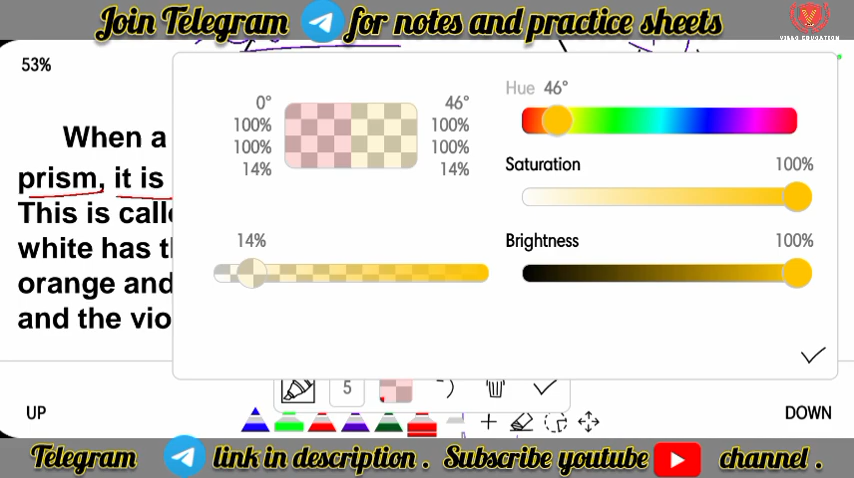 Join Telegram for notes and practice sheets
VISHO EDUCATION
53%
Hue 46°
0°
46°
100%
100%
100%
100%
14%
14%
Saturation 100%
Brightness 100%
14%
When a
prism, it is
This is calle
white has t
orange and
and the vio
5
UP
DOWN
Telegram link in description . Subscribe youtube channel .